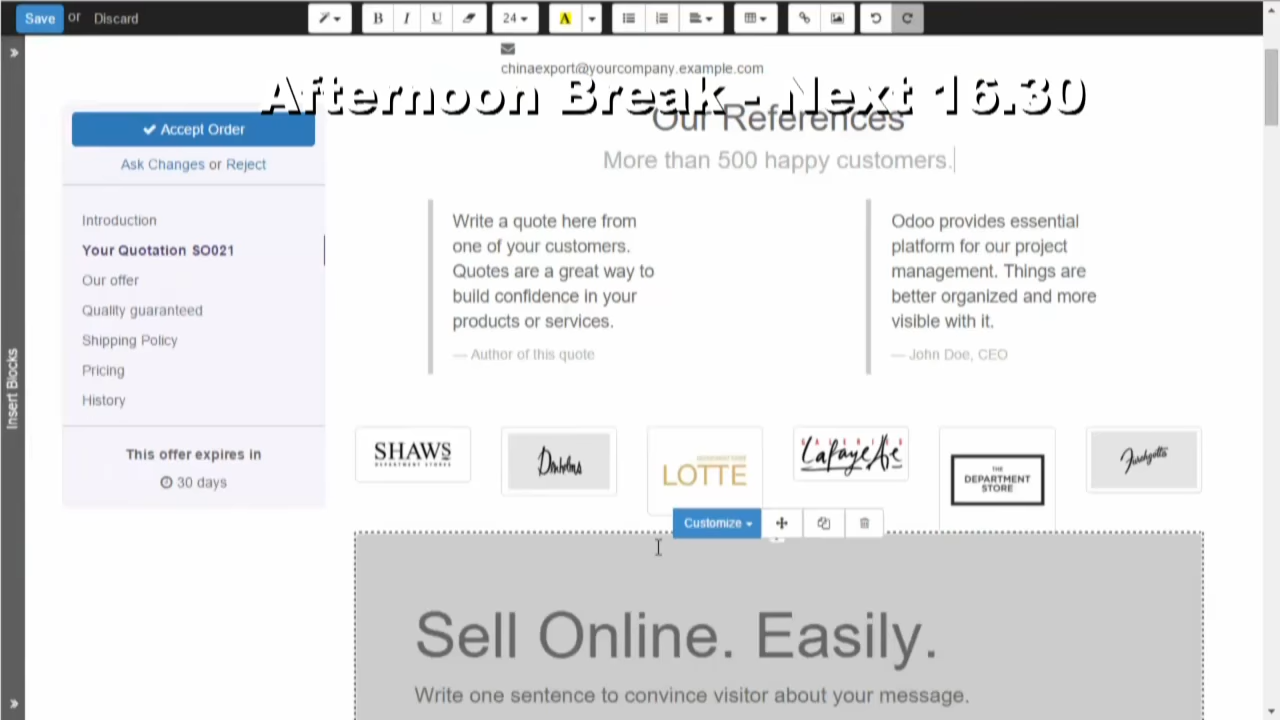 Save or Discard
B I U 24 A
chinaexport@yourcompany.example.com
Afternoon Break - Next 16.30
Our References
More than 500 happy customers.
Accept Order
Ask Changes or Reject
Introduction
Your Quotation SO021
Our offer
Quality guaranteed
Shipping Policy
Pricing
History
This offer expires in
30 days
Insert Blocks
Write a quote here from
one of your customers.
Quotes are a great way to
build confidence in your
products or services.
— Author of this quote
Odoo provides essential
platform for our project
management. Things are
better organized and more
visible with it.
— John Doe, CEO
SHAWS
DEPARTMENT STORES
LOTTE
GALERIES
Lafayette
THE
DEPARTMENT
STORE
Customize
Sell Online. Easily.
Write one sentence to convince visitor about your message.